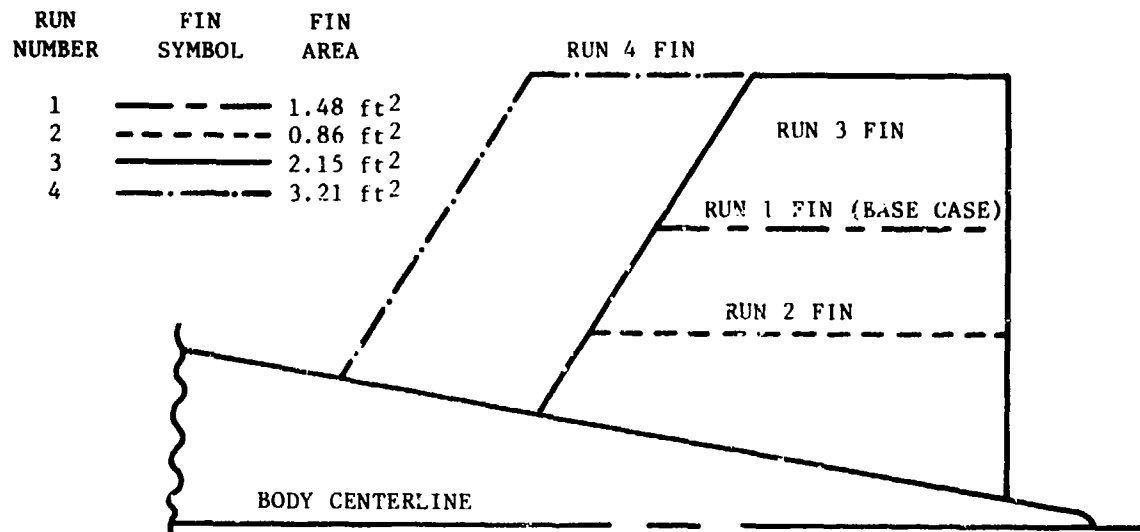 RUN NUMBER FIN SYMBOL FIN AREA
1 1.48 ft²
2 0.86 ft²
3 2.15 ft²
4 3.21 ft²
RUN 4 FIN
RUN 3 FIN
RUN 1 FIN (BASE CASE)
RUN 2 FIN
BODY CENTERLINE